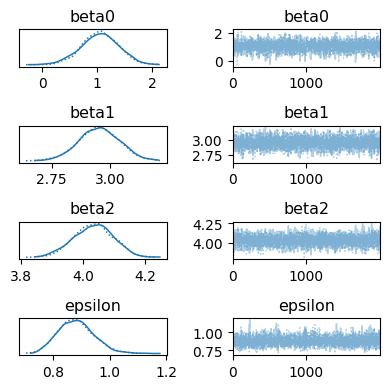 beta0 beta0
2
0
0 1 2 0 1000
beta1 beta1
3.00
2.75
2.75 3.00 0 1000
beta2 beta2
4.25
4.00
3.8 4.0 4.2 0 1000
epsilon epsilon
1.00
0.75
0.8 1.0 1.2 0 1000